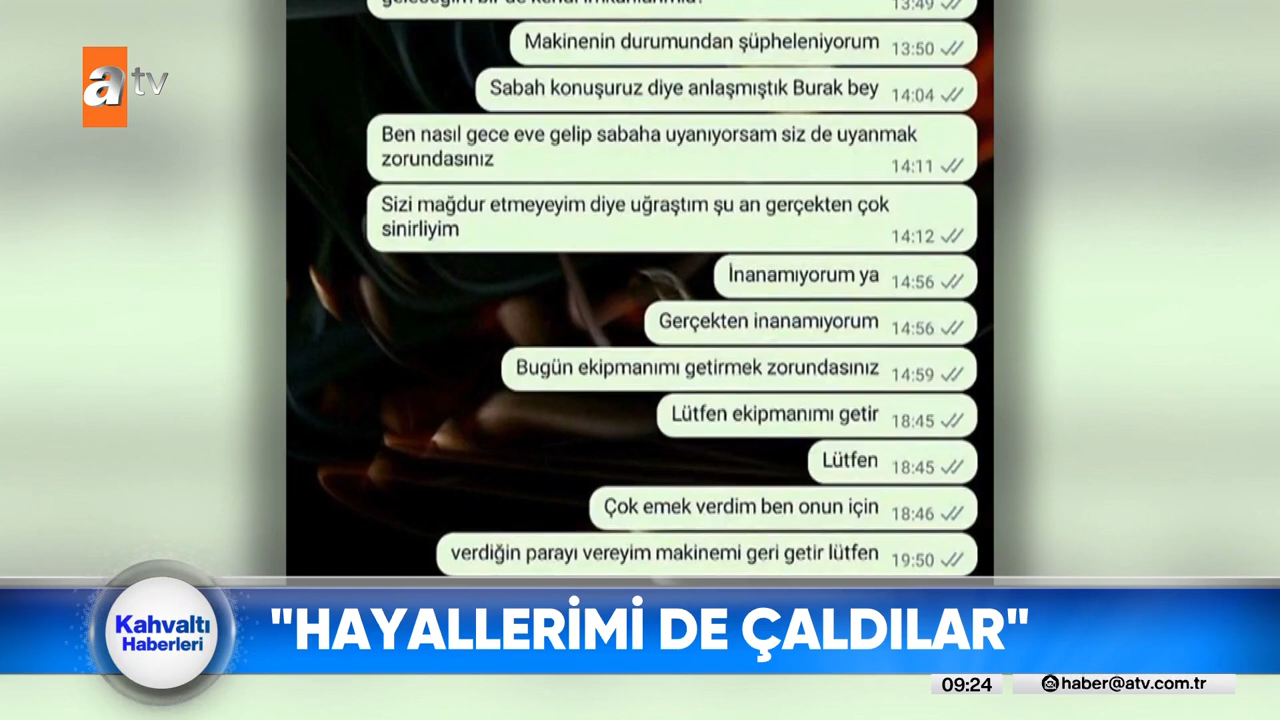 13:49
a tv
Makinenin durumundan şüpheleniyorum 13:50
Sabah konuşuruz diye anlaşmıştık Burak bey 14:04
Ben nasıl gece eve gelip sabaha uyanıyorsam siz de uyanmak
zorundasınız 14:11
Sizi mağdur etmeyeyim diye uğraştım şu an gerçekten çok
sinirliyim 14:12
İnanamıyorum ya 14:56
Gerçekten inanamıyorum 14:56
Bugün ekipmanımı getirmek zorundasınız 14:59
Lütfen ekipmanımı getir 18:45
Lütfen 18:45
Çok emek verdim ben onun için 18:46
verdiğin parayı vereyim makinemi geri getir lütfen 19:50
Kahvaltı
Haberleri
"HAYALLERİMİ DE ÇALDILAR"
09:24
haber@atv.com.tr